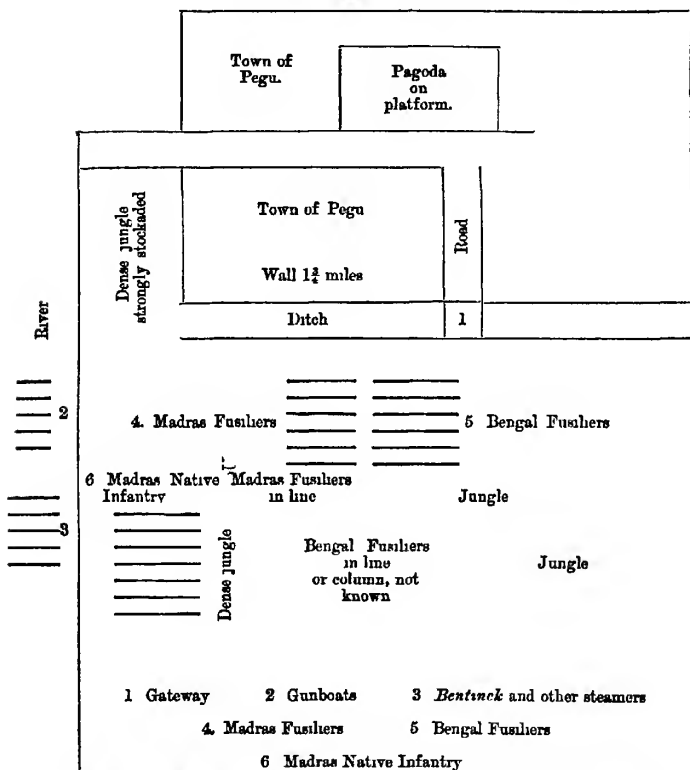 Town of
Pegu.
Pagoda
on
platform.
Dense jungle
strongly stockaded
Town of Pegu
Wall 1¾ miles
Road
Ditch
1
River
2
4. Madras Fusiliers
5 Bengal Fusiliers
6 Madras Native
Infantry
Madras Fusiliers
in line
Jungle
3
Dense jungle
Bengal Fusiliers
in line
or column, not
known
Jungle
1 Gateway 2 Gunboats 3 Bentinck and other steamers
4. Madras Fusiliers 5 Bengal Fusiliers
6 Madras Native Infantry